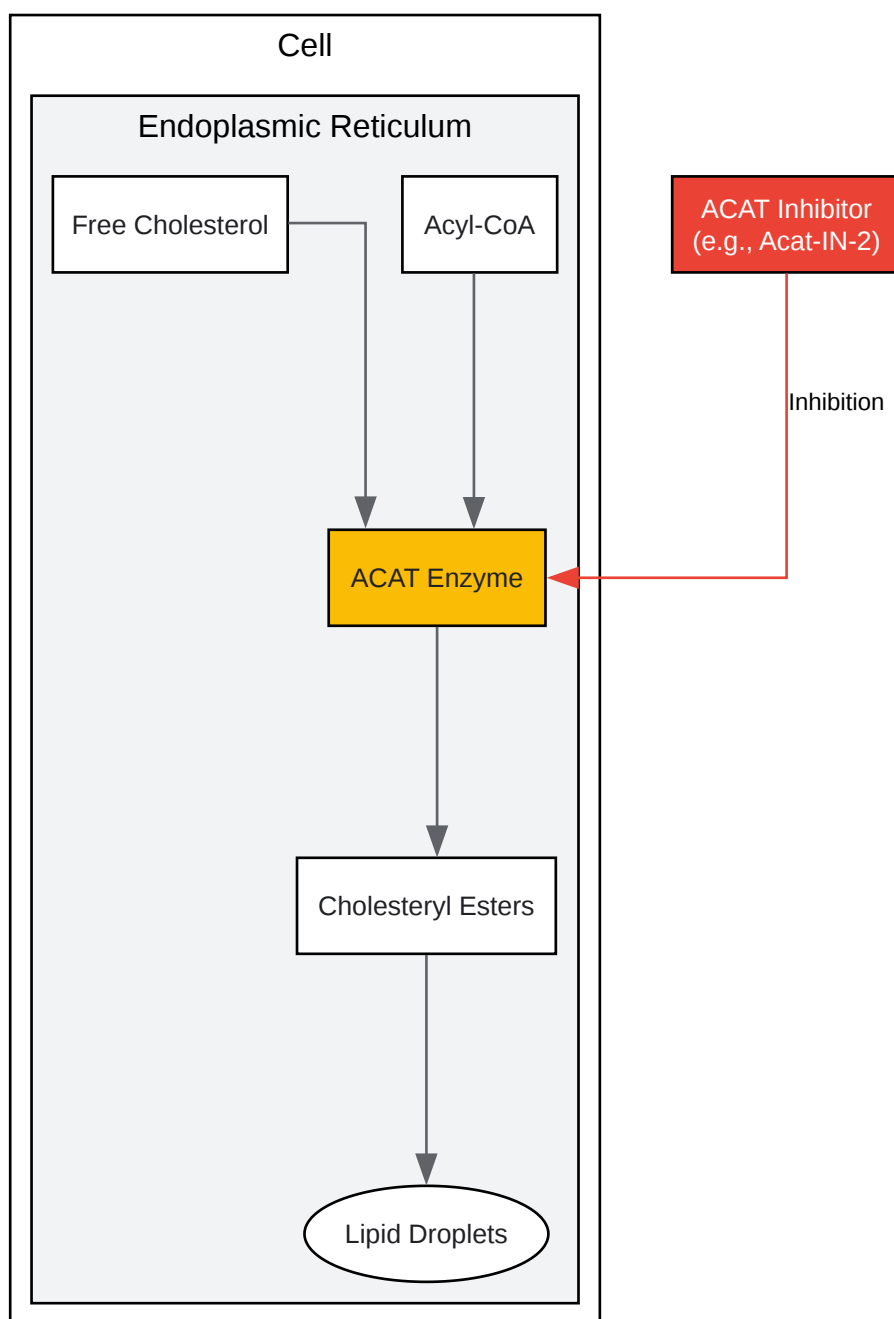 Cell
Endoplasmic Reticulum
Free Cholesterol
Acyl-CoA
ACAT Inhibitor
(e.g., Acat-IN-2)
Inhibition
ACAT Enzyme
Cholesteryl Esters
Lipid Droplets